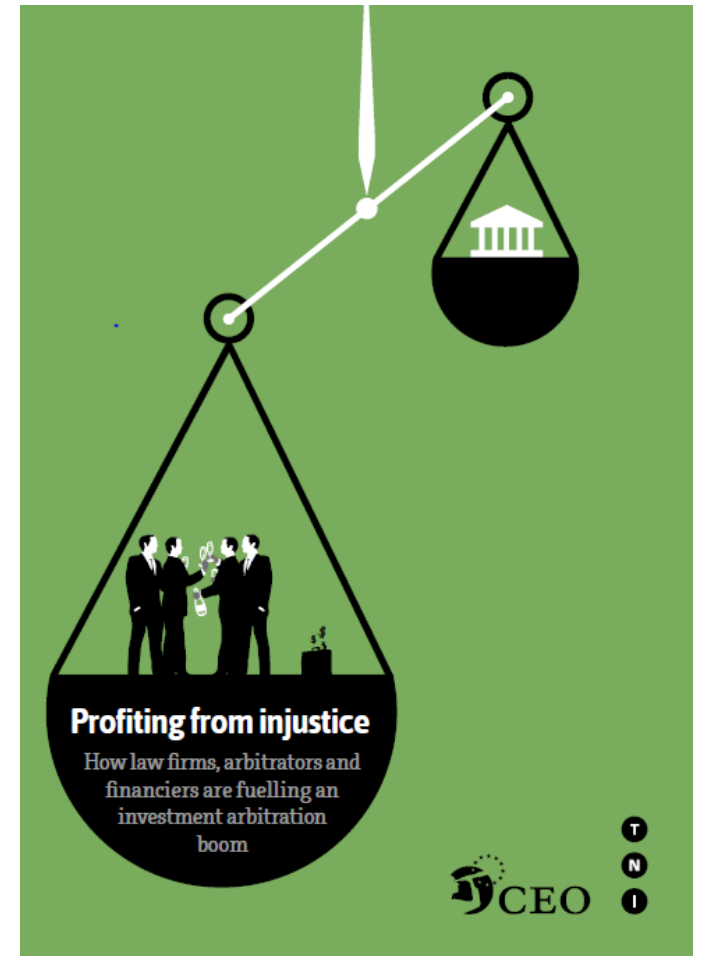 Profiting from injustice
How law firms, arbitrators and
financiers are fuelling an
investment arbitration
boom
T
N
I
CEO